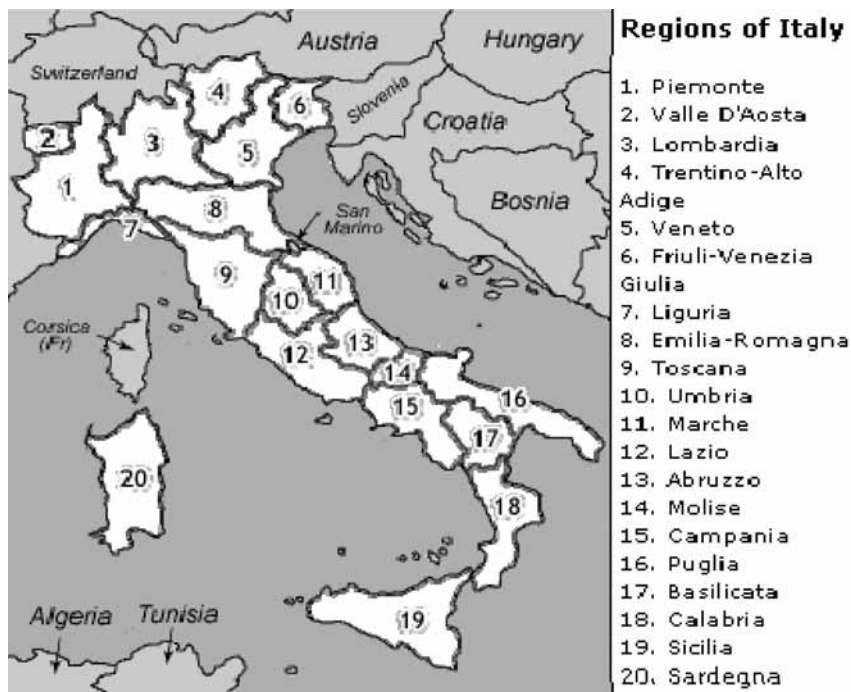 Austria
Hungary
Switzerland
Slovenia
Croatia
Bosnia
San
Marino
Corsica
Algeria
Tunisia
4
6
2
3
5
1
8
7
9
11
10
13
12
14
16
15
17
20
18
19
Regions of Italy
1. Piemonte
2. Valle D'Aosta
3. Lombardia
4. Trentino-Alto
Adige
5. Veneto
6. Friuli-Venezia
Giulia
7. Liguria
8. Emilia-Romagna
9. Toscana
10. Umbria
11. Marche
12. Lazio
13. Abruzzo
14. Molise
15. Campania
16. Puglia
17. Basilicata
18. Calabria
19. Sicilia
20. Sardegna